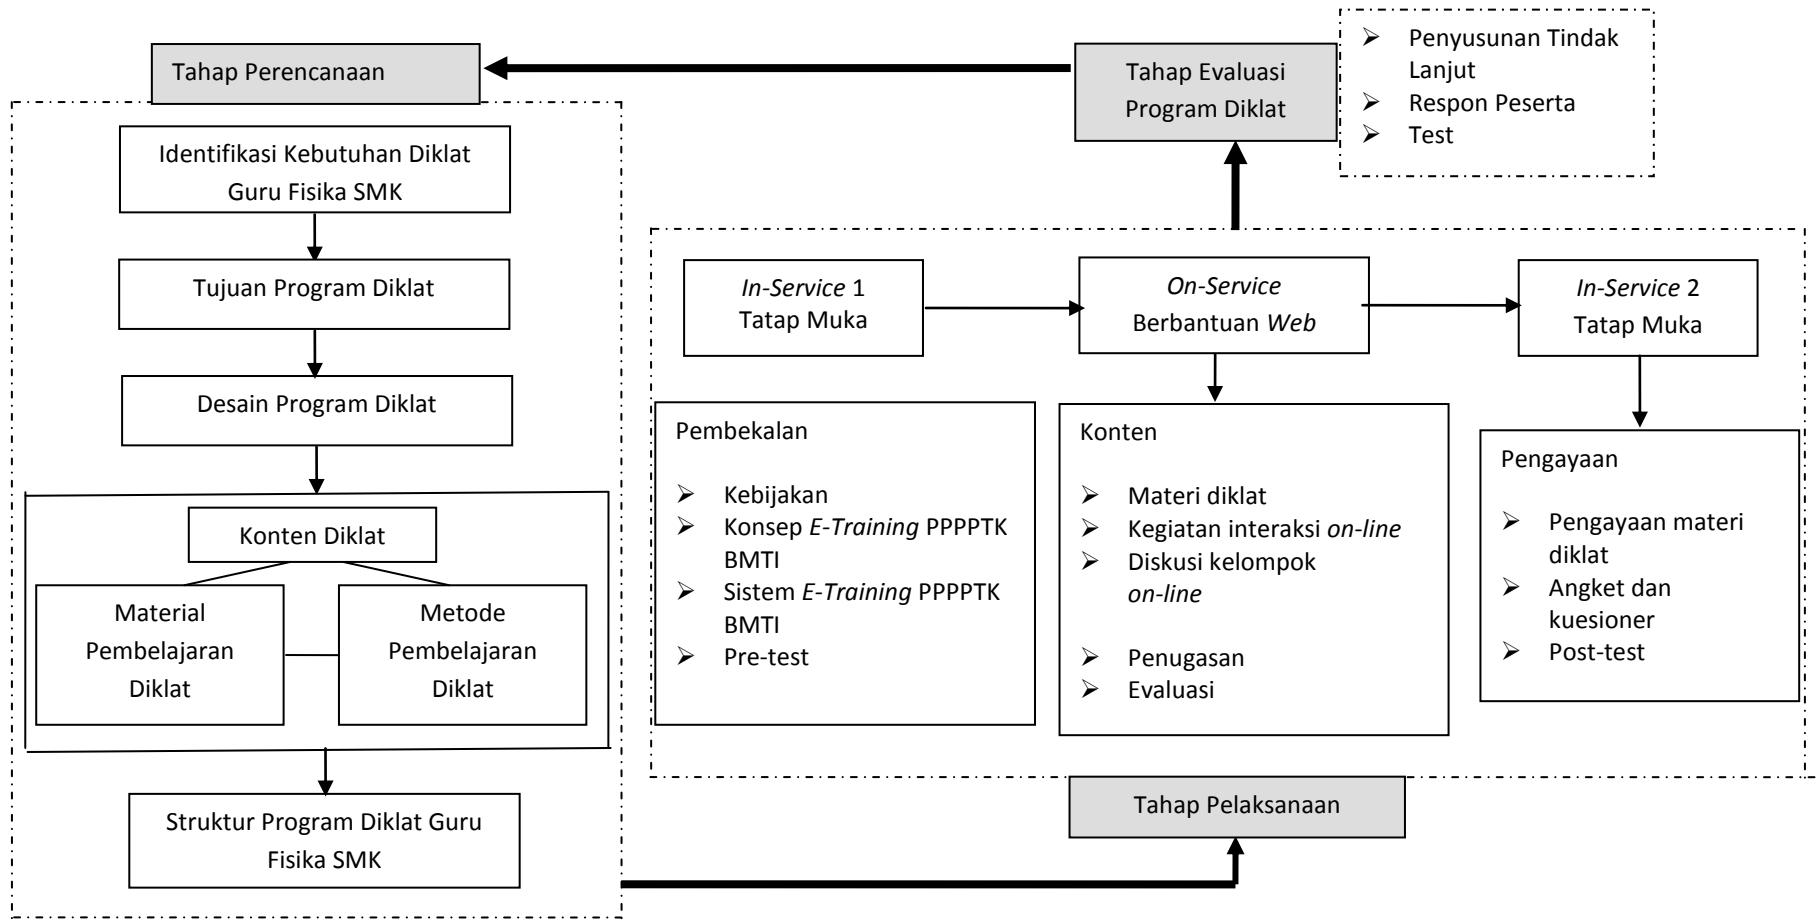 Tahap Perencanaan
Identifikasi Kebutuhan Diklat
Guru Fisika SMK
Tujuan Program Diklat
Desain Program Diklat
Konten Diklat
Material
Pembelajaran
Diklat
Metode
Pembelajaran
Diklat
Struktur Program Diklat Guru
Fisika SMK
Tahap Evaluasi
Program Diklat
➢ Penyusunan Tindak
Lanjut
➢ Respon Peserta
➢ Test
In-Service 1
Tatap Muka
On-Service
Berbantuan Web
In-Service 2
Tatap Muka
Pembekalan
➢ Kebijakan
➢ Konsep E-Training PPPPTK
BMTI
➢ Sistem E-Training PPPPTK
BMTI
➢ Pre-test
Konten
➢ Materi diklat
➢ Kegiatan interaksi on-line
➢ Diskusi kelompok
on-line
➢ Penugasan
➢ Evaluasi
Pengayaan
➢ Pengayaan materi
diklat
➢ Angket dan
kuesioner
➢ Post-test
Tahap Pelaksanaan